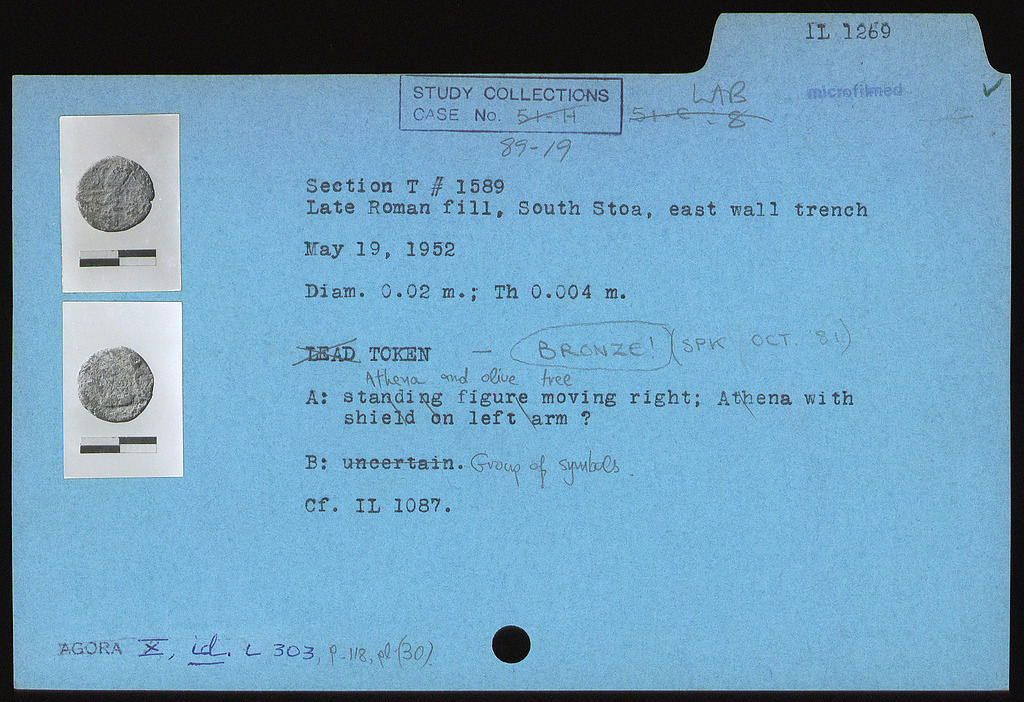 IL 1269
STUDY COLLECTIONS
CASE No. 51-H
51-C-8
LAB
microfilmed
89-19
Section T # 1589
Late Roman fill, South Stoa, east wall trench
May 19, 1952
Diam. 0.02 m.; Th 0.004 m.
LEAD TOKEN — BRONZE! (SPK OCT. 81)
Athena and olive tree
A: standing figure moving right; Athena with
shield on left arm ?
B: uncertain. Group of symbols.
Cf. IL 1087.
AGORA X, id. L 303, p. 118, pl. (30)